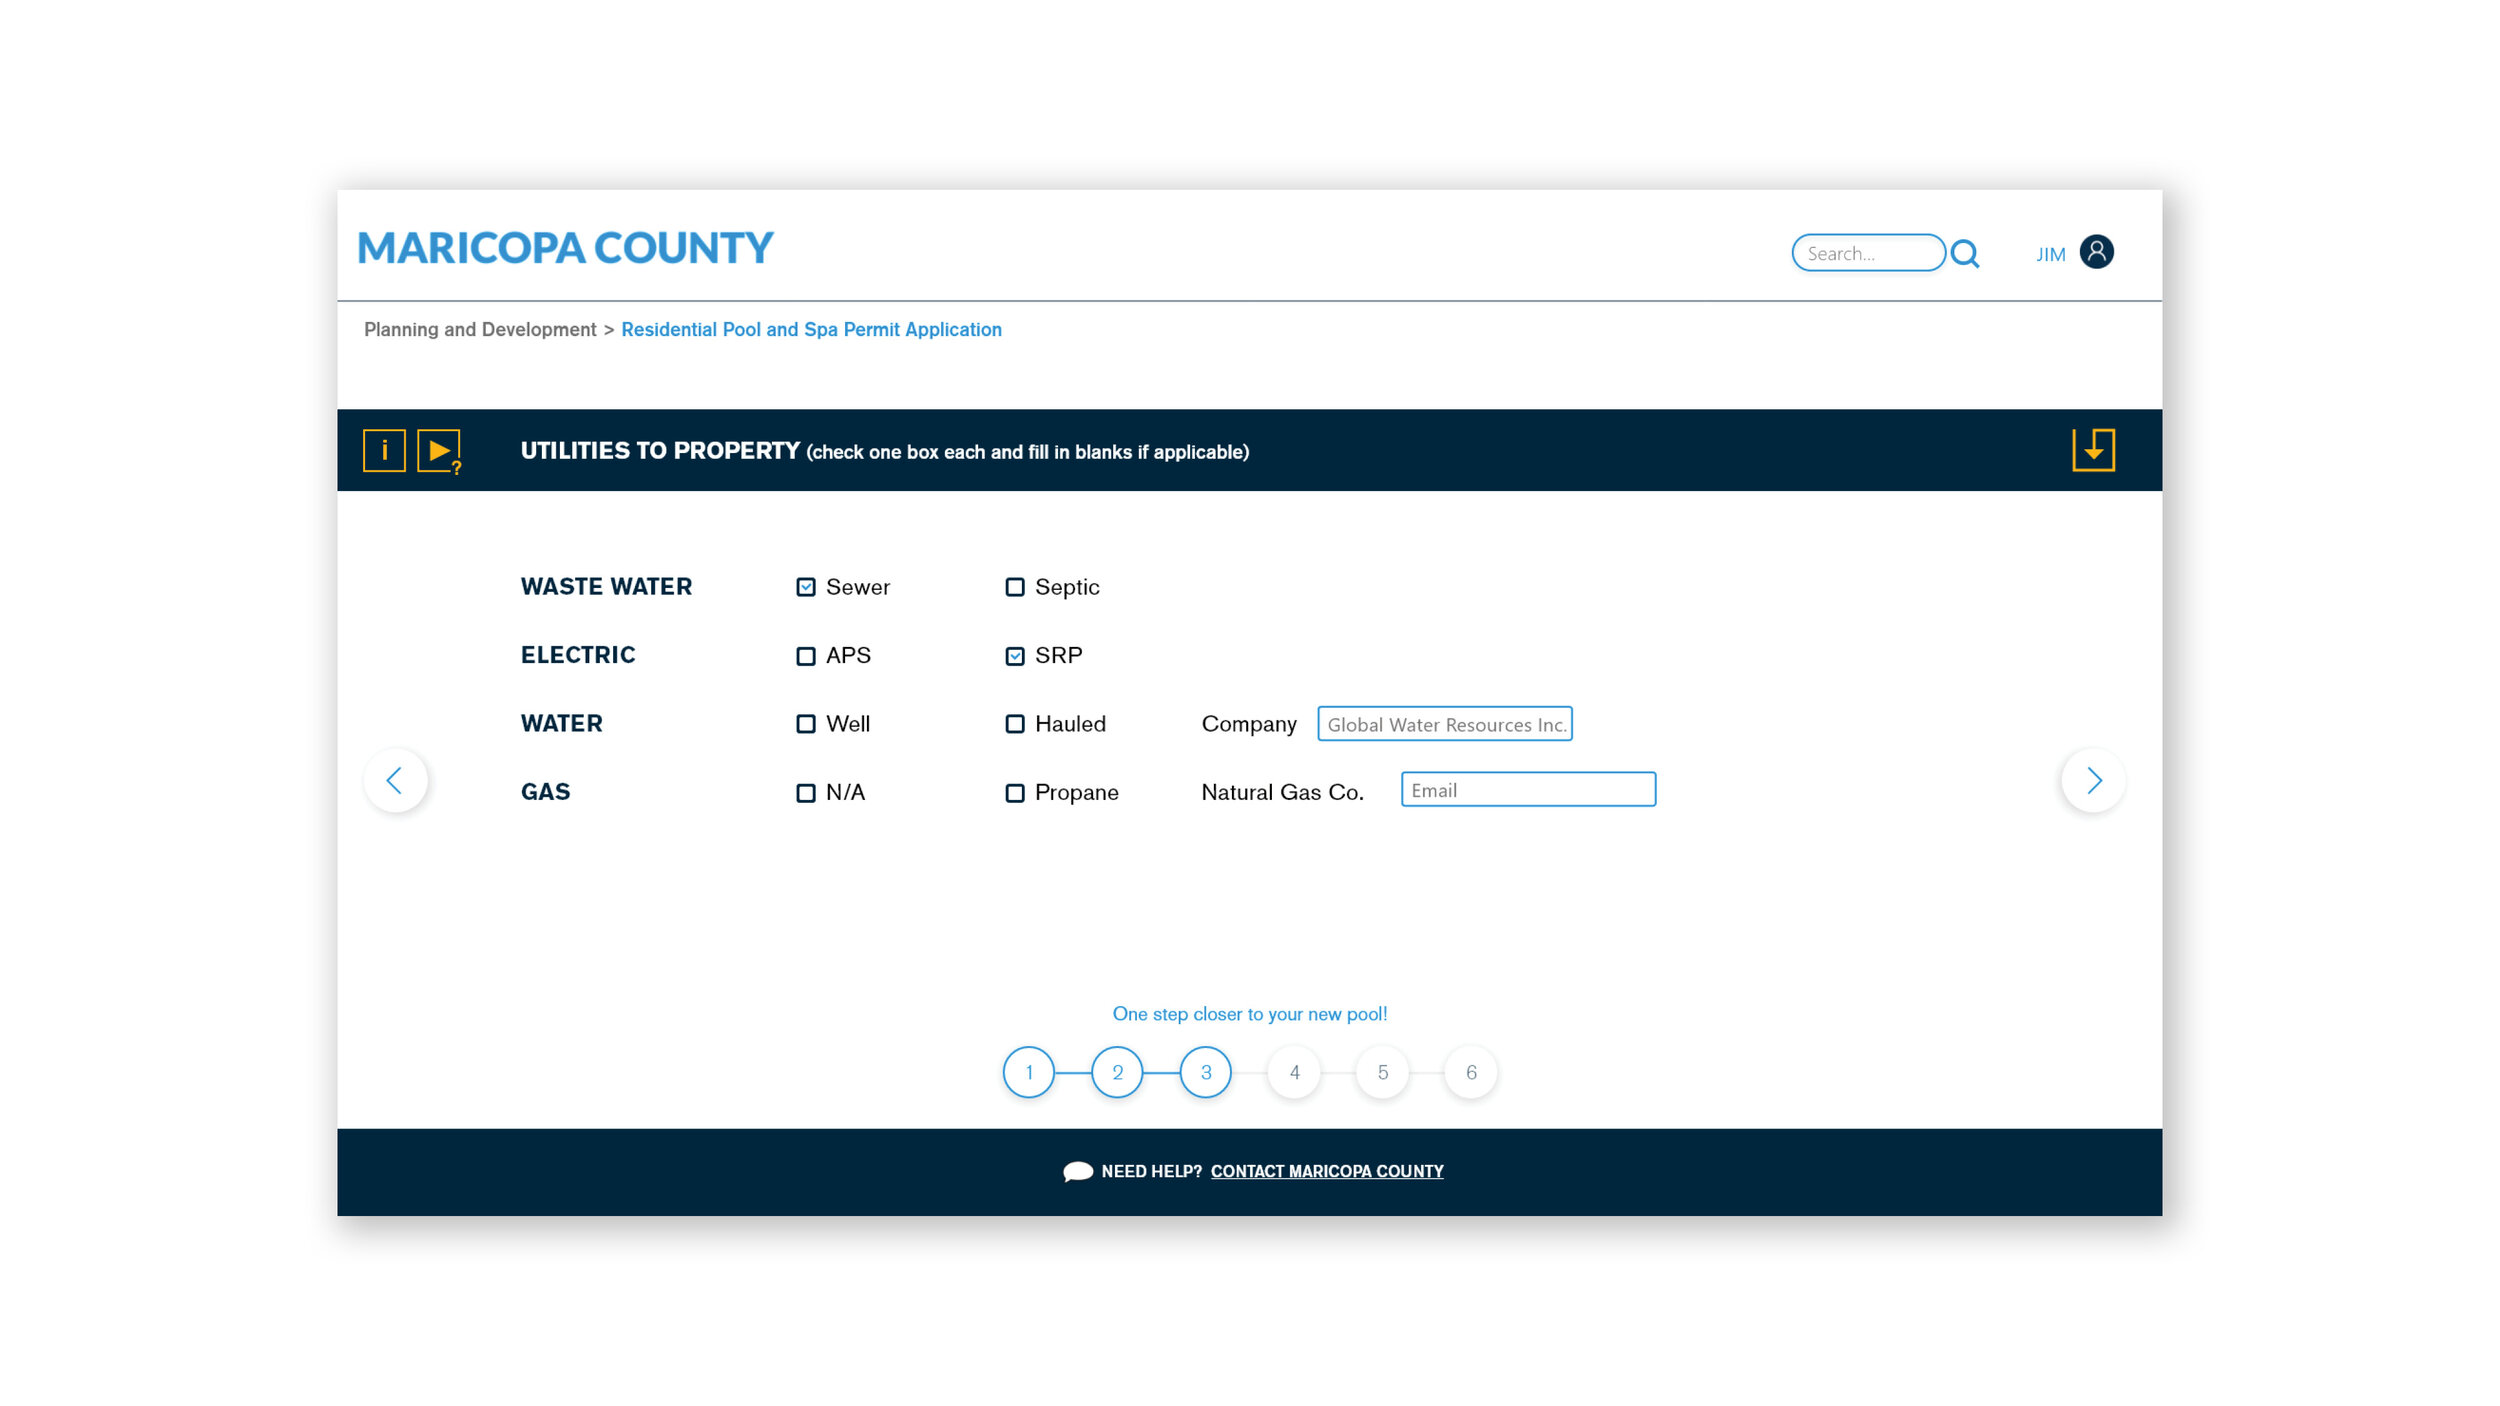 MARICOPA COUNTY
Search...
JIM
Planning and Development > Residential Pool and Spa Permit Application
i
?
UTILITIES TO PROPERTY (check one box each and fill in blanks if applicable)
WASTE WATER Sewer Septic
ELECTRIC APS SRP
WATER Well Hauled Company Global Water Resources Inc.
GAS N/A Propane Natural Gas Co. Email
One step closer to your new pool!
1 2 3 4 5 6
NEED HELP? CONTACT MARICOPA COUNTY